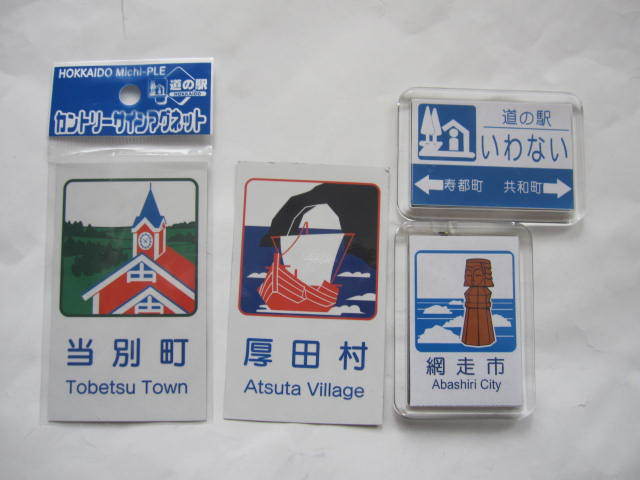 HOKKAIDO Michi-PLE
道の駅
HOKKAIDO
カントリーサインマグネット
当別町
Tobetsu Town
厚田村
Atsuta Village
道の駅
いわない
寿都町 共和町
網走市
Abashiri City